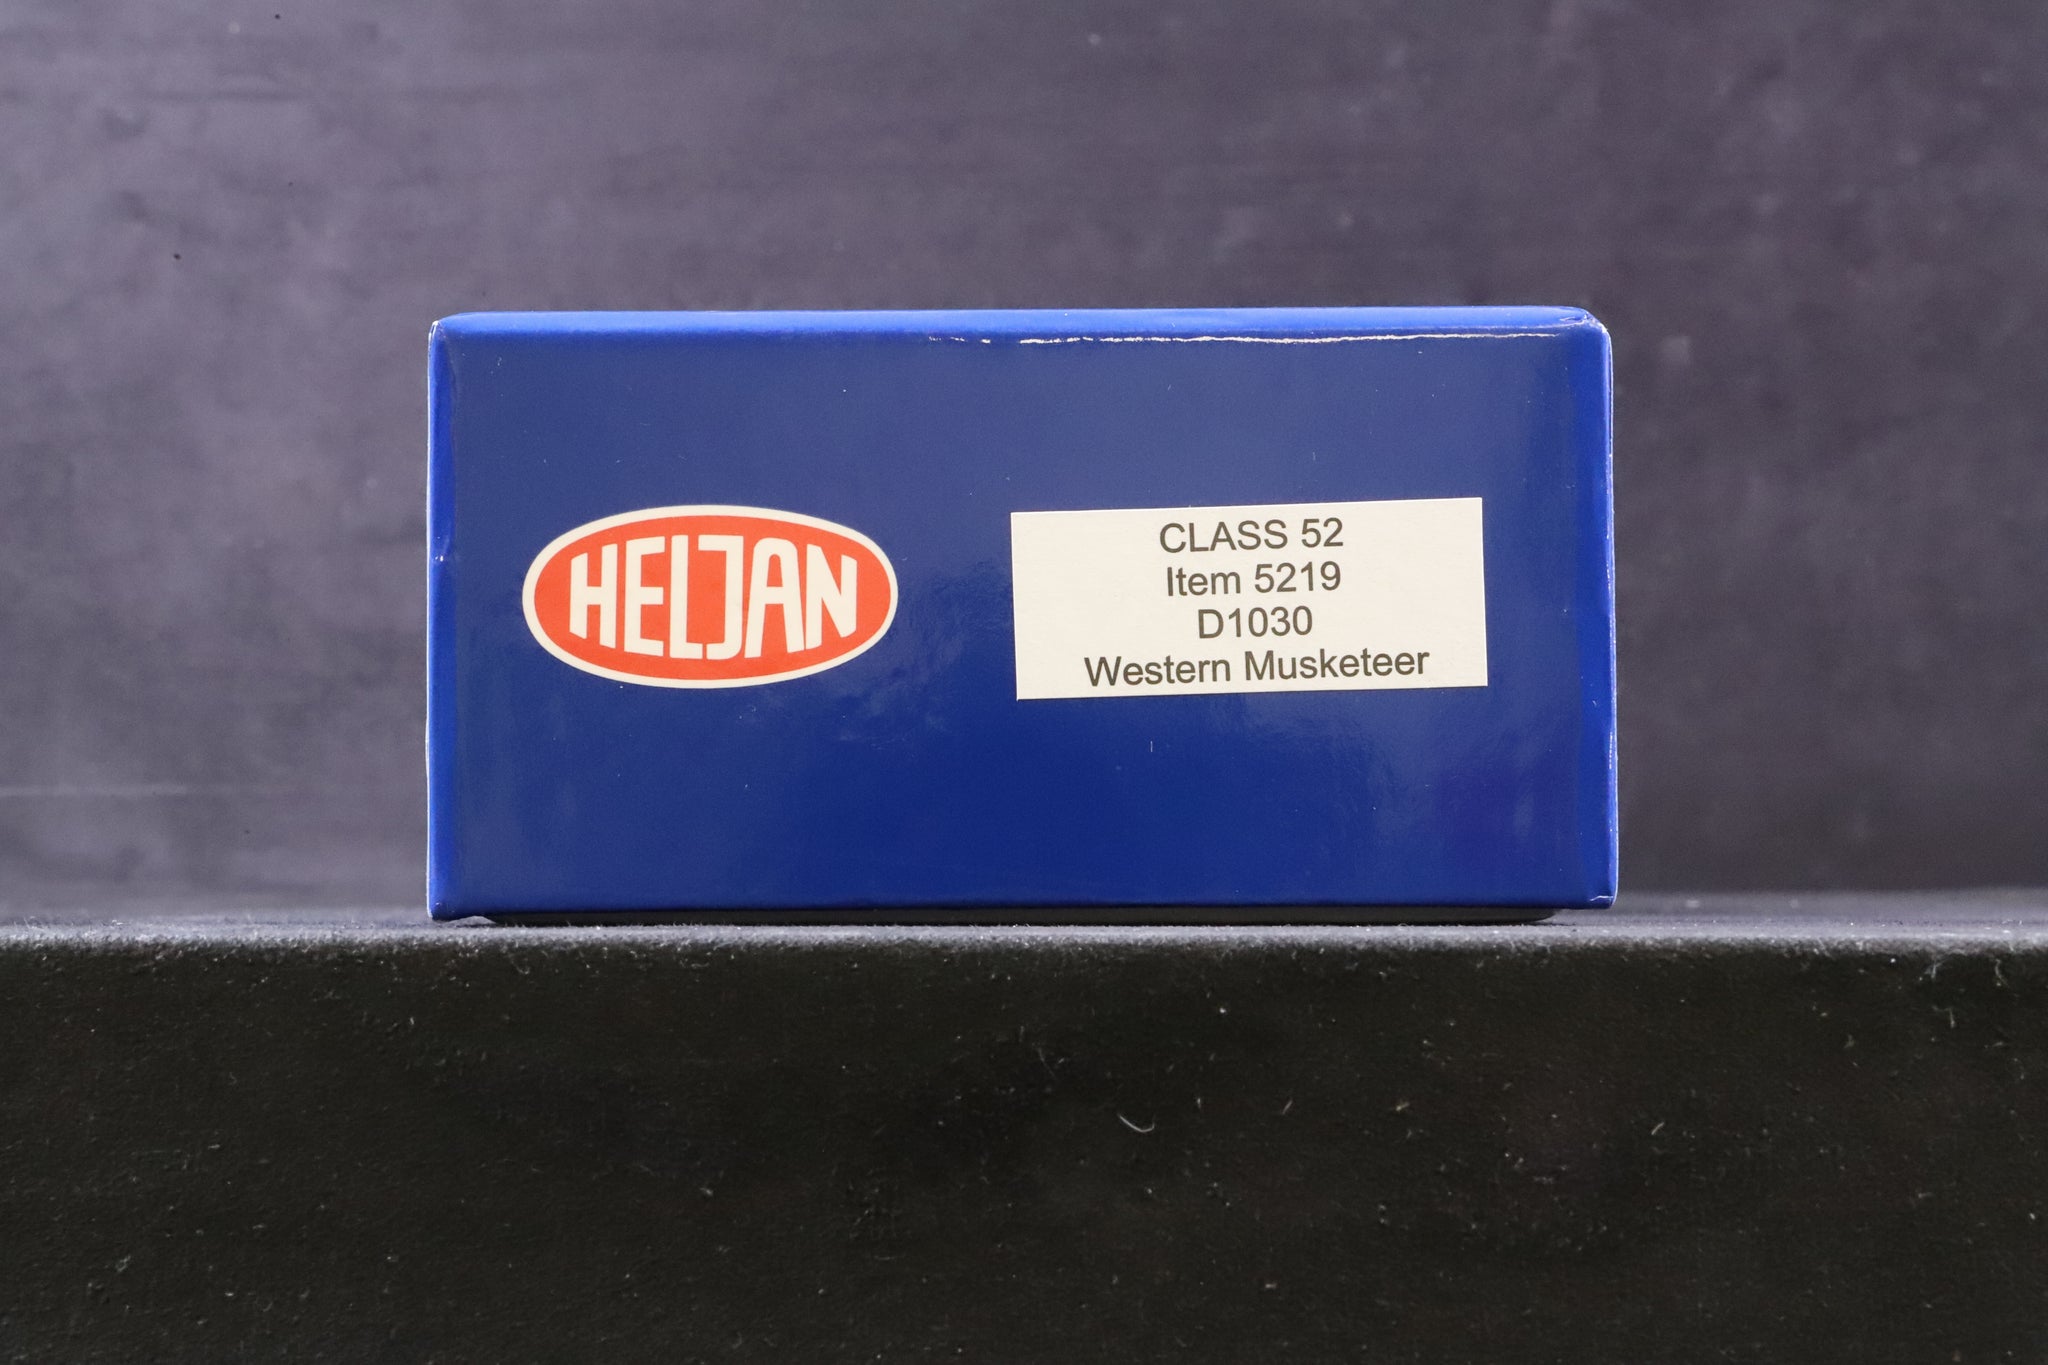 HELJAN
CLASS 52
Item 5219
D1030
Western Musketeer